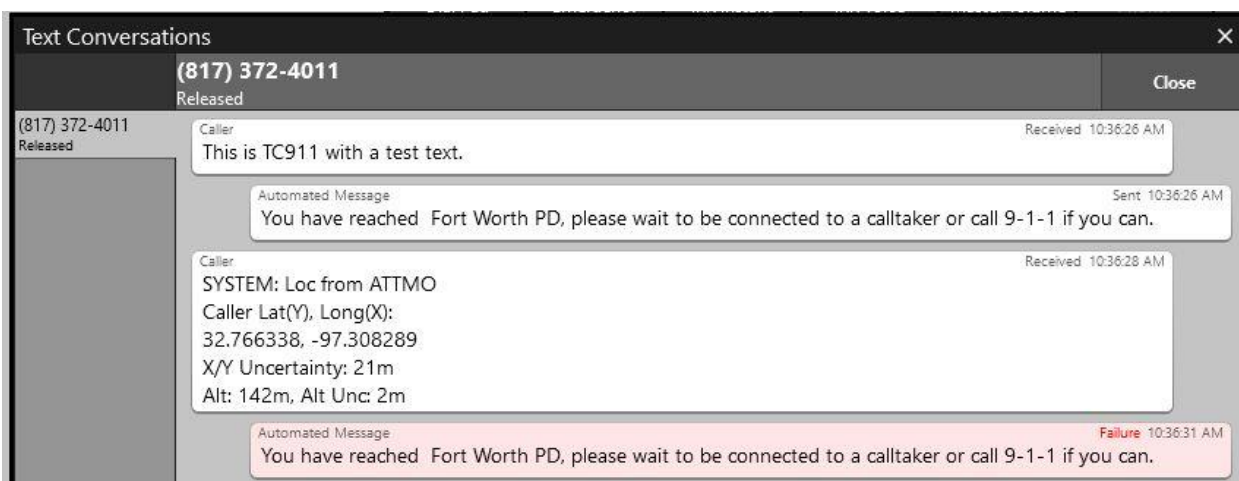 Text Conversations
(817) 372-4011
Released
Close
(817) 372-4011
Released
Caller
Received 10:36:26 AM
This is TC911 with a test text.
Automated Message
Sent 10:36:26 AM
You have reached  Fort Worth PD, please wait to be connected to a calltaker or call 9-1-1 if you can.
Caller
Received 10:36:28 AM
SYSTEM: Loc from ATTMO
Caller Lat(Y), Long(X):
32.766338, -97.308289
X/Y Uncertainty: 21m
Alt: 142m, Alt Unc: 2m
Automated Message
Failure 10:36:31 AM
You have reached  Fort Worth PD, please wait to be connected to a calltaker or call 9-1-1 if you can.